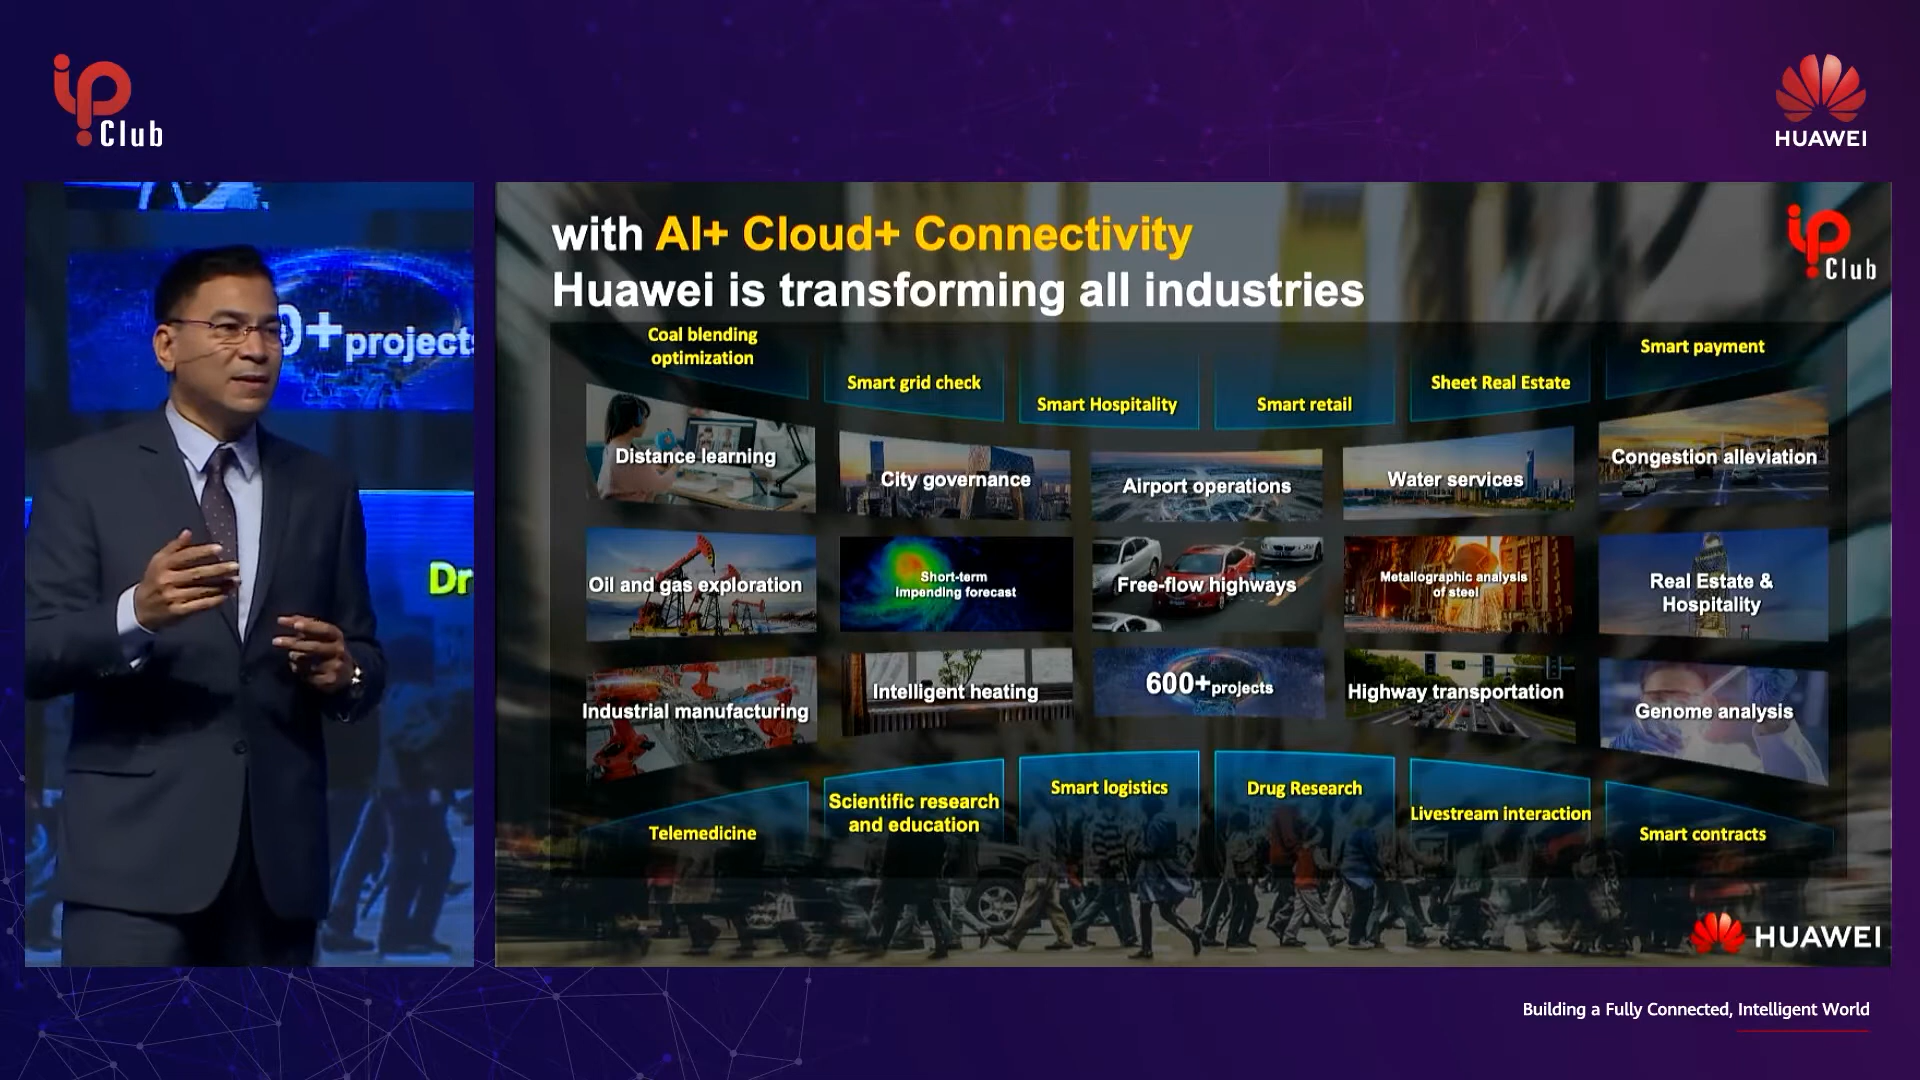 ip
Club
HUAWEI
0+projects
Dr
with AI+ Cloud+ Connectivity
Huawei is transforming all industries
ip
Club
Coal blending
optimization
Smart grid check
Smart Hospitality
Smart retail
Sheet Real Estate
Smart payment
Distance learning
City governance
Airport operations
Water services
Congestion alleviation
Oil and gas exploration
Short-term
impending forecast
Free-flow highways
Metallographic analysis
of steel
Real Estate &
Hospitality
Industrial manufacturing
Intelligent heating
600+projects
Highway transportation
Genome analysis
Telemedicine
Scientific research
and education
Smart logistics
Drug Research
Livestream interaction
Smart contracts
HUAWEI
Building a Fully Connected, Intelligent World